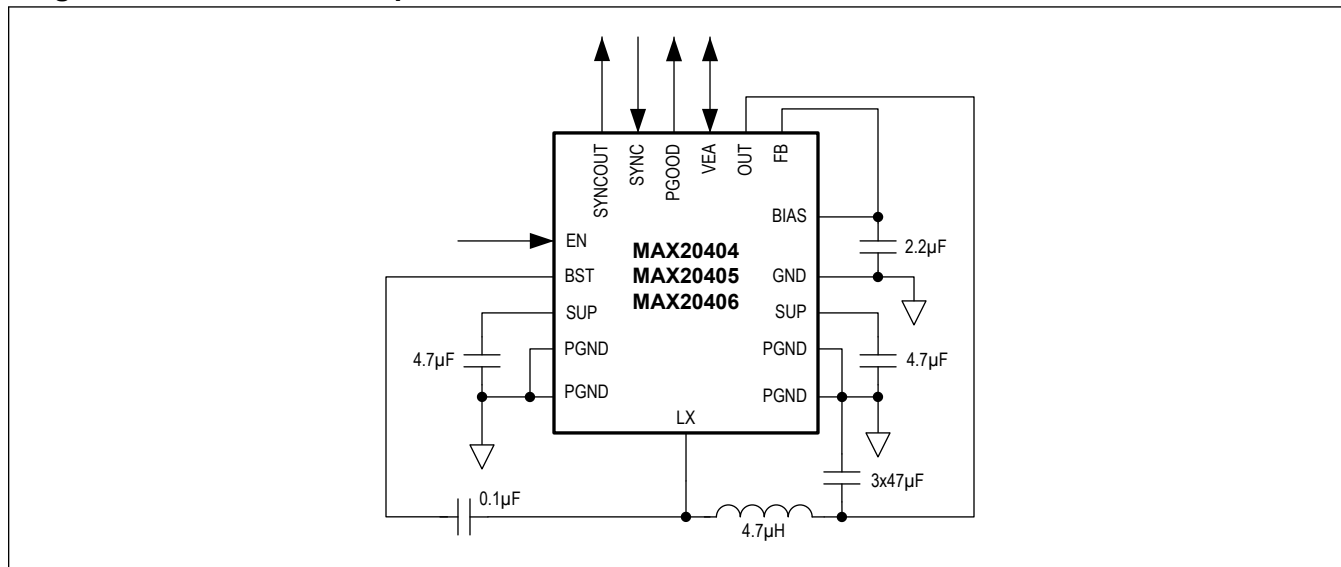 SYNCOUT
SYNC
PGOOD
VEA
OUT
FB
BIAS
2.2µF
EN
MAX20404
MAX20405
MAX20406
BST
GND
SUP
SUP
4.7µF
PGND
PGND
4.7µF
PGND
PGND
LX
3x47µF
0.1µF
4.7µH